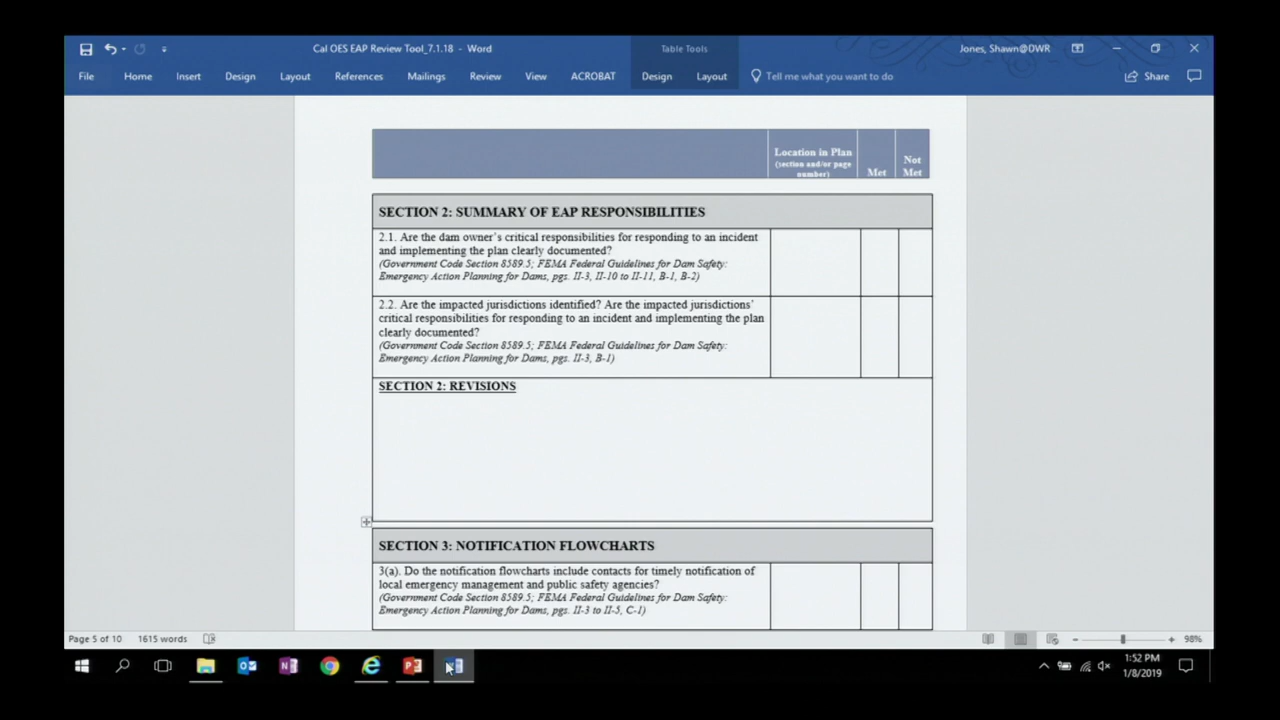 Cal OES EAP Review Tool_7.1.18 - Word
Table Tools
Jones, Shawn@DWR
File Home Insert Design Layout References Mailings Review View ACROBAT Design Layout Tell me what you want to do Share
Location in Plan
(section and/or page
number)
Met
Not
Met
SECTION 2: SUMMARY OF EAP RESPONSIBILITIES
2.1. Are the dam owner's critical responsibilities for responding to an incident
and implementing the plan clearly documented?
(Government Code Section 8589.5; FEMA Federal Guidelines for Dam Safety:
Emergency Action Planning for Dams, pgs. II-3, II-10 to II-11, B-1, B-2)
2.2. Are the impacted jurisdictions identified? Are the impacted jurisdictions'
critical responsibilities for responding to an incident and implementing the plan
clearly documented?
(Government Code Section 8589.5; FEMA Federal Guidelines for Dam Safety:
Emergency Action Planning for Dams, pgs. II-3, B-1)
SECTION 2: REVISIONS
SECTION 3: NOTIFICATION FLOWCHARTS
3(a). Do the notification flowcharts include contacts for timely notification of
local emergency management and public safety agencies?
(Government Code Section 8589.5; FEMA Federal Guidelines for Dam Safety:
Emergency Action Planning for Dams, pgs. II-3 to II-5, C-1)
Page 5 of 10 1615 words 98%
1:52 PM
1/8/2019